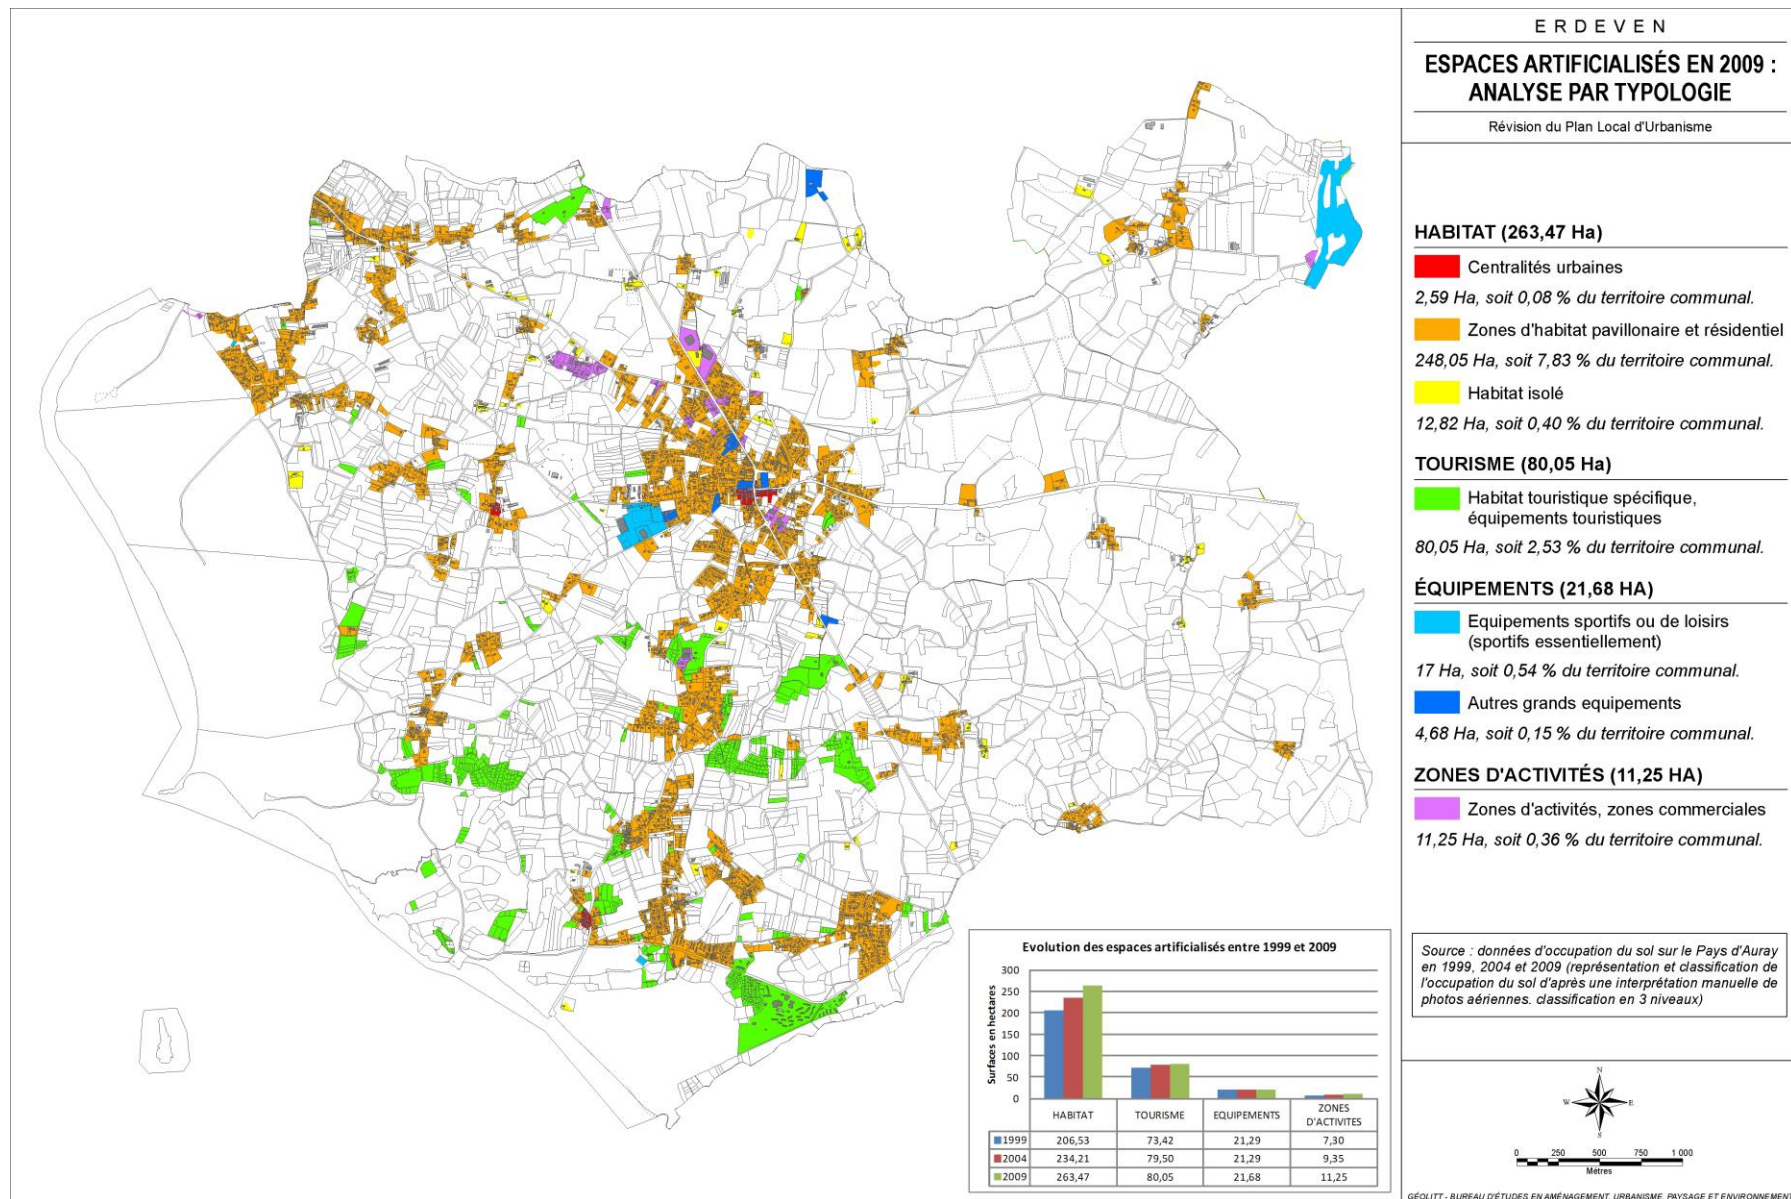 ERDEVEN
ESPACES ARTIFICIALISÉS EN 2009 :
ANALYSE PAR TYPOLOGIE
Révision du Plan Local d'Urbanisme
HABITAT (263,47 Ha)
Centralités urbaines
2,59 Ha, soit 0,08 % du territoire communal.
Zones d'habitat pavillonaire et résidentiel
248,05 Ha, soit 7,83 % du territoire communal.
Habitat isolé
12,82 Ha, soit 0,40 % du territoire communal.
TOURISME (80,05 Ha)
Habitat touristique spécifique,
équipements touristiques
80,05 Ha, soit 2,53 % du territoire communal.
ÉQUIPEMENTS (21,68 HA)
Equipements sportifs ou de loisirs
(sportifs essentiellement)
17 Ha, soit 0,54 % du territoire communal.
Autres grands equipements
4,68 Ha, soit 0,15 % du territoire communal.
ZONES D'ACTIVITÉS (11,25 HA)
Zones d'activités, zones commerciales
11,25 Ha, soit 0,36 % du territoire communal.
Source : données d'occupation du sol sur le Pays d'Auray
en 1999, 2004 et 2009 (représentation et classification de
l'occupation du sol d'après une interprétation manuelle de
photos aériennes. classification en 3 niveaux)
N
W E
S
0 250 500 750 1 000
Mètres
GÉOLITT - BUREAU D'ÉTUDES EN AMÉNAGEMENT, URBANISME, PAYSAGE ET ENVIRONNEMENT
Evolution des espaces artificialisés entre 1999 et 2009
Surfaces en hectares
300
250
200
150
100
50
0
HABITAT TOURISME EQUIPEMENTS ZONES
D'ACTIVITES
1999 206,53 73,42 21,29 7,30
2004 234,21 79,50 21,29 9,35
2009 263,47 80,05 21,68 11,25